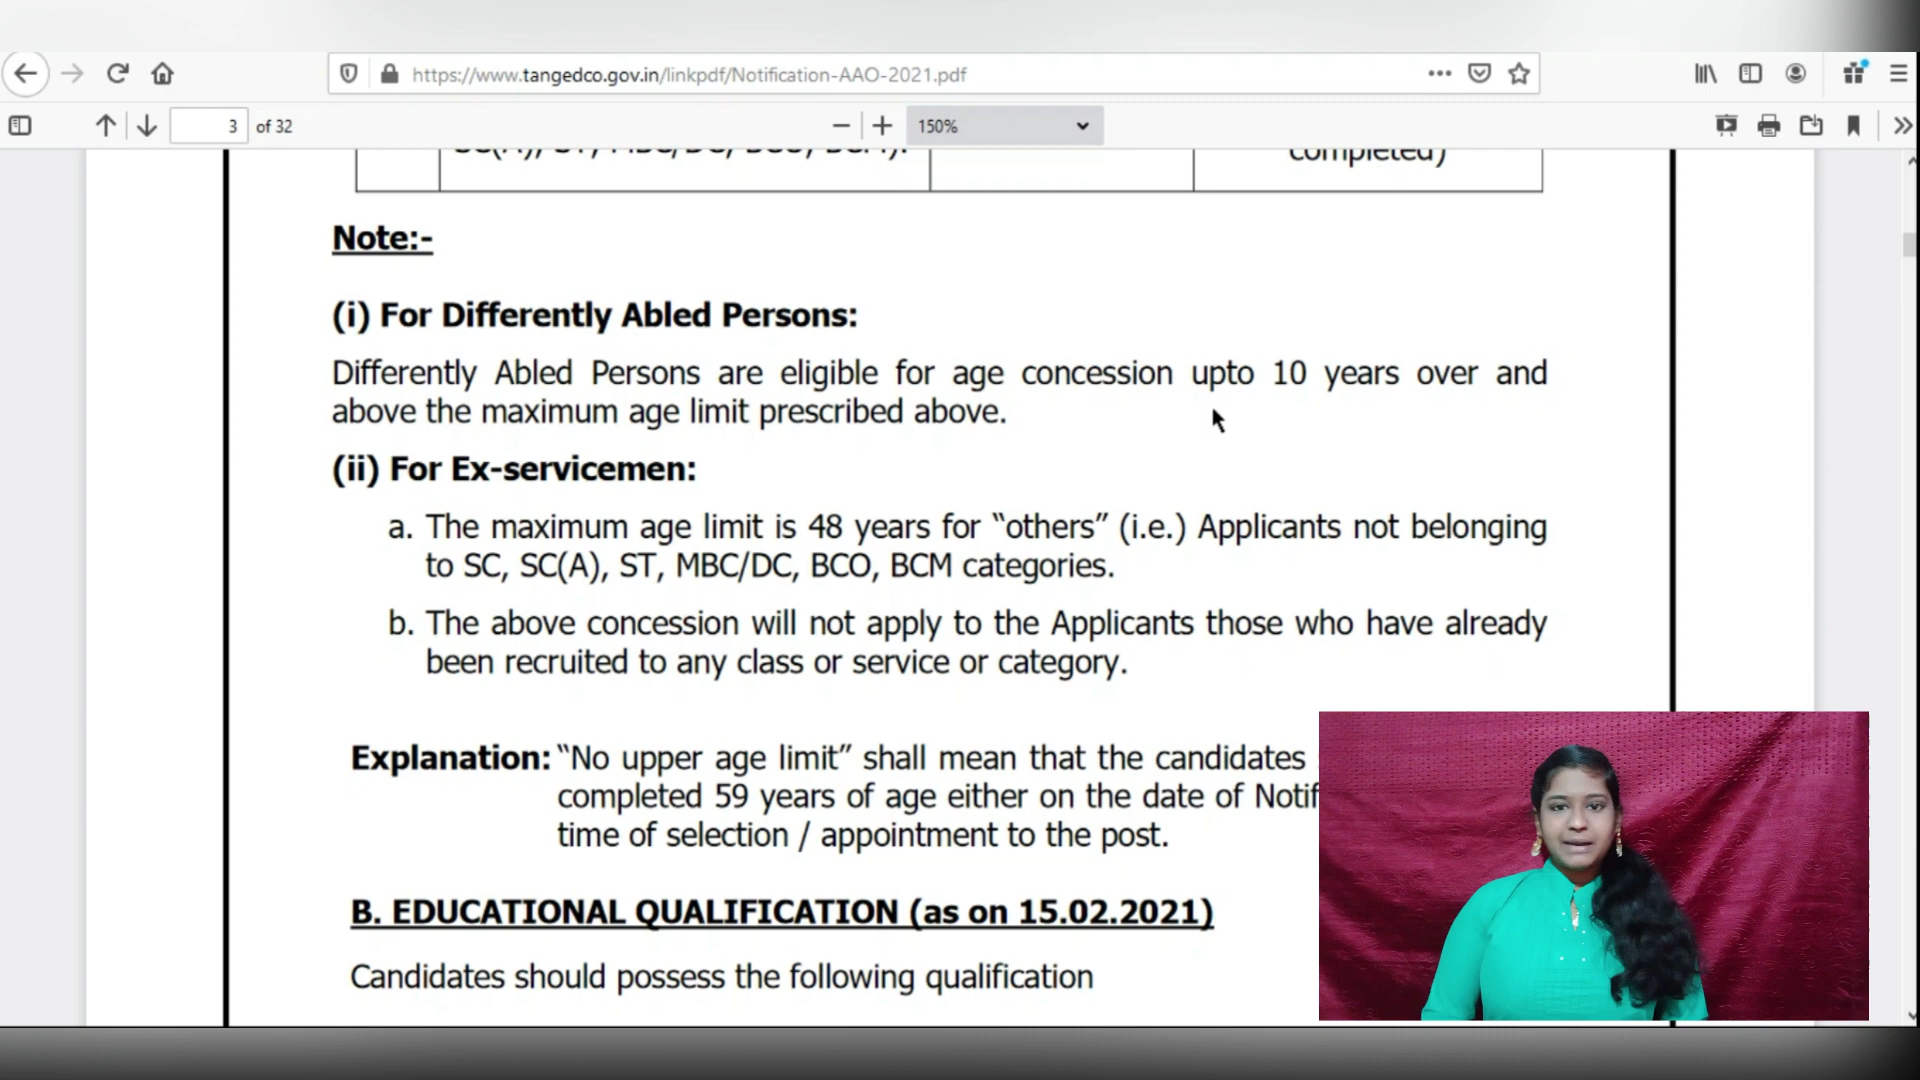 https://www.tangedco.gov.in/linkpdf/Notification-AAO-2021.pdf
3 of 32
150%
SC(A), ST, MBC/DC, BCO, BCM).
completed)
Note:-
(i) For Differently Abled Persons:
Differently Abled Persons are eligible for age concession upto 10 years over and
above the maximum age limit prescribed above.
(ii) For Ex-servicemen:
a. The maximum age limit is 48 years for “others” (i.e.) Applicants not belonging
to SC, SC(A), ST, MBC/DC, BCO, BCM categories.
b. The above concession will not apply to the Applicants those who have already
been recruited to any class or service or category.
Explanation: “No upper age limit” shall mean that the candidates
completed 59 years of age either on the date of Notif
time of selection / appointment to the post.
B. EDUCATIONAL QUALIFICATION (as on 15.02.2021)
Candidates should possess the following qualification